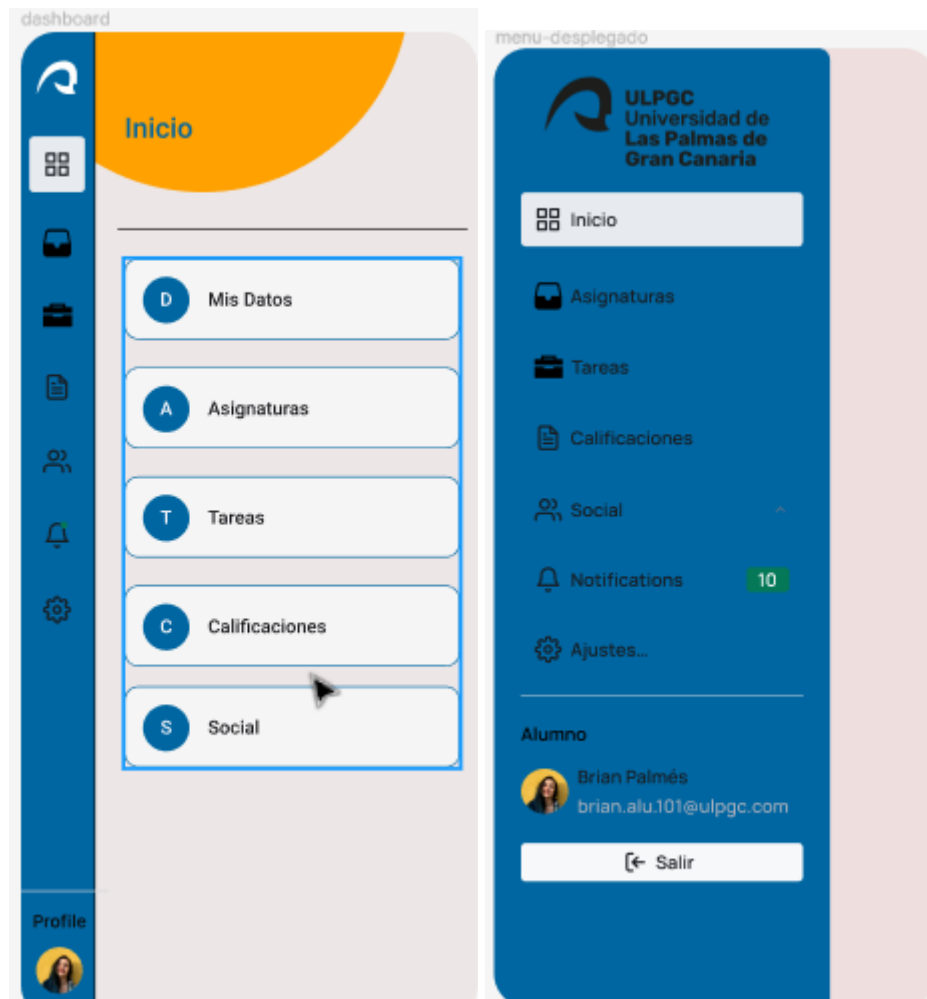 dashboard
Inicio
D Mis Datos
A Asignaturas
T Tareas
C Calificaciones
S Social
Profile
menu-desplegado
ULPGC
Universidad de
Las Palmas de
Gran Canaria
Inicio
Asignaturas
Tareas
Calificaciones
Social
Notifications 10
Ajustes...
Alumno
Brian Palmés
brian.alu.101@ulpgc.com
Salir